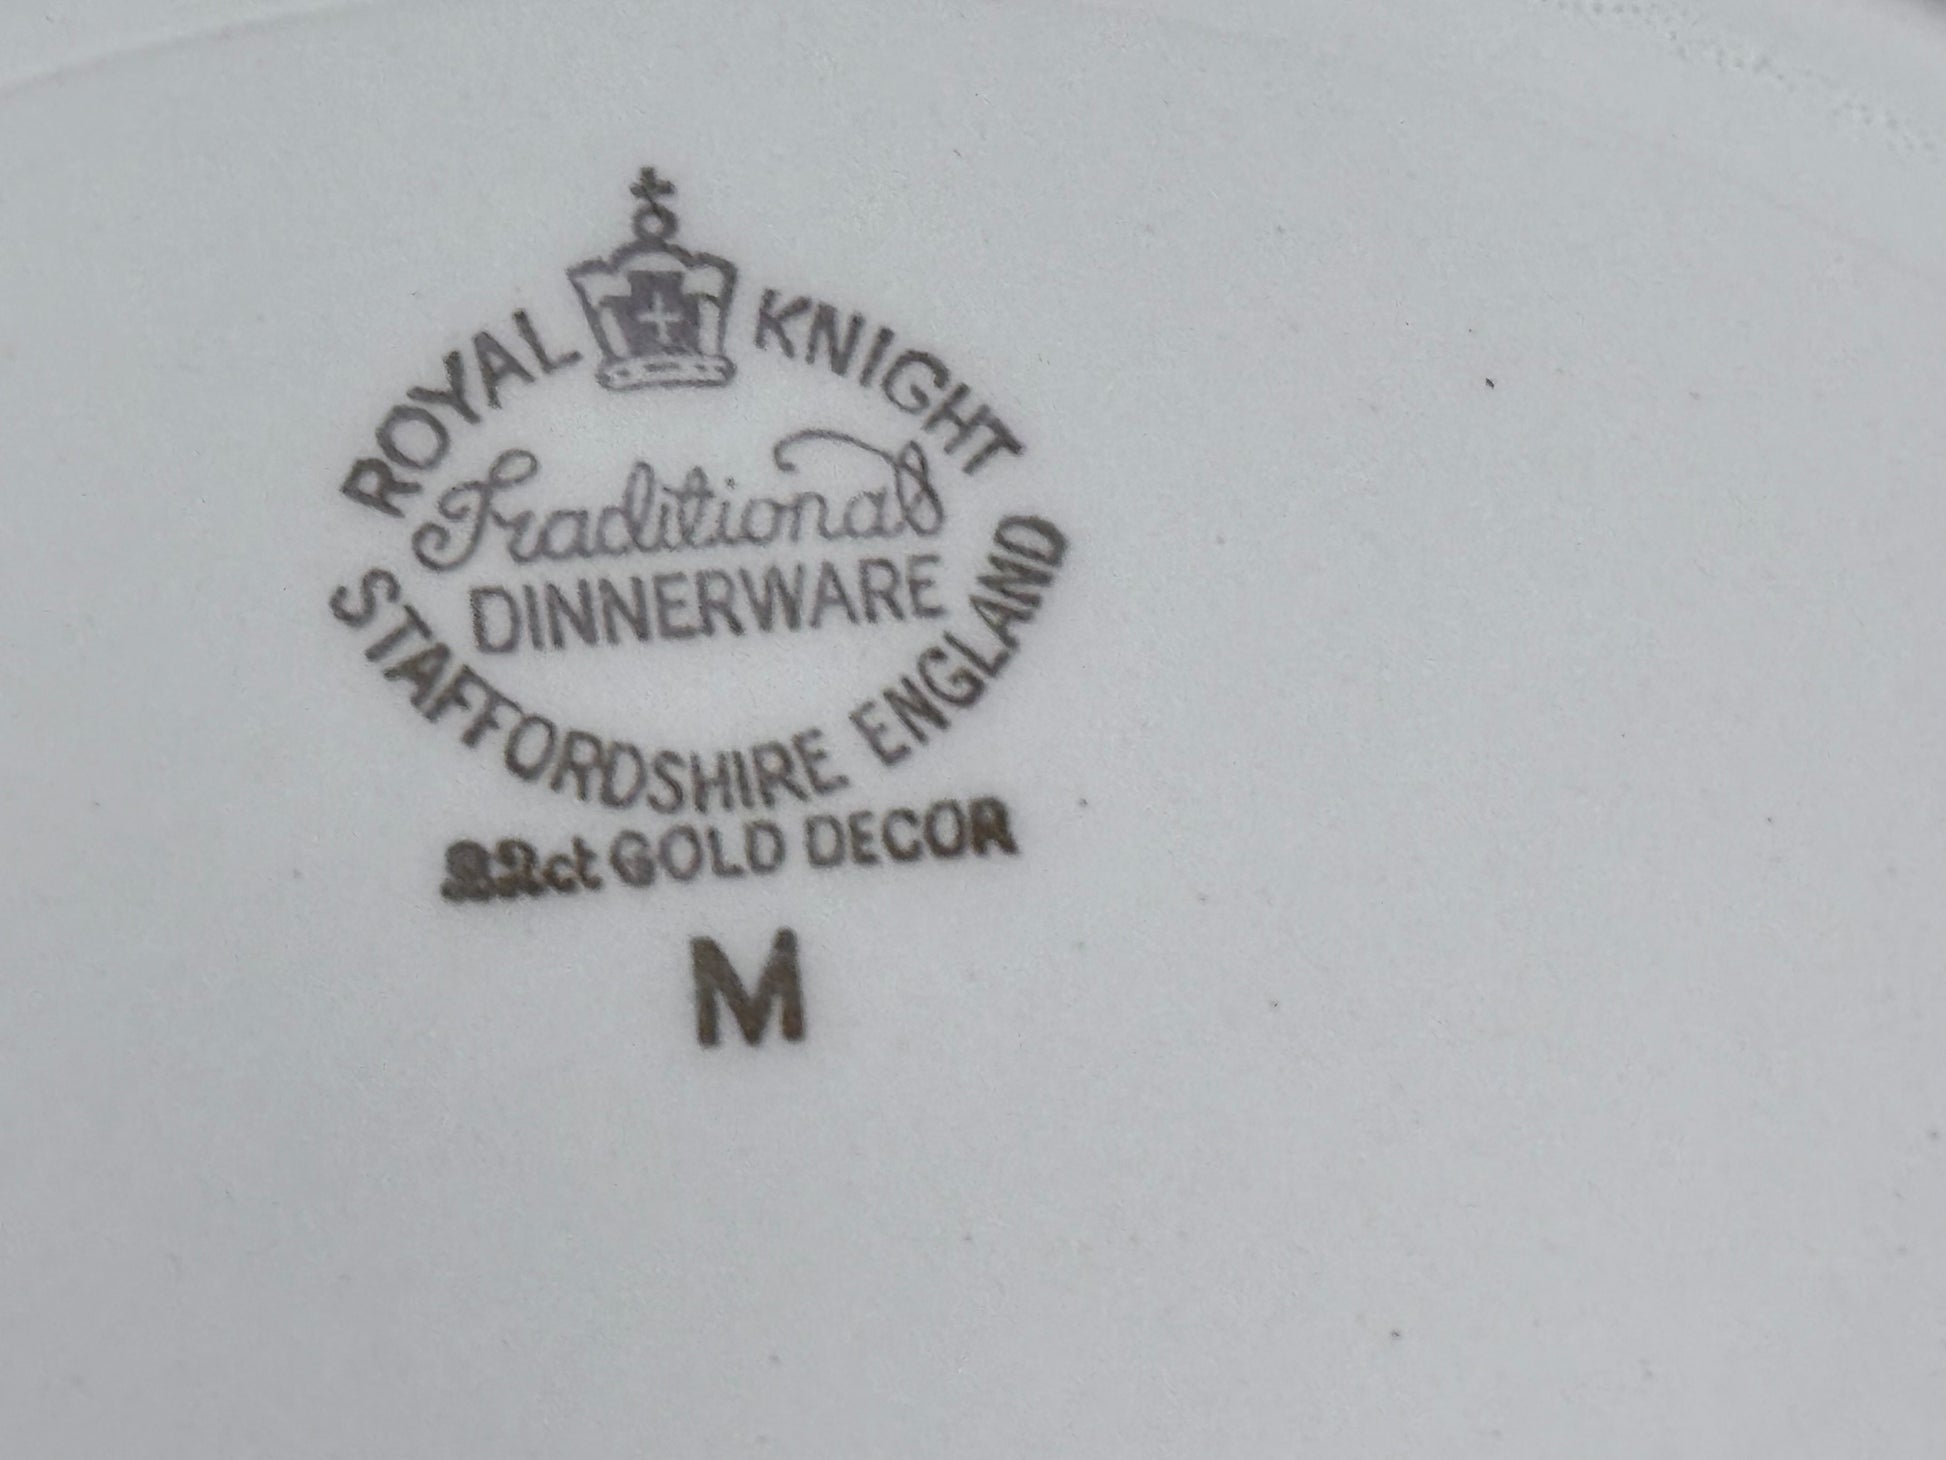 ROYAL KNIGHT
Traditional
DINNERWARE
STAFFORDSHIRE ENGLAND
22ct GOLD DECOR
M